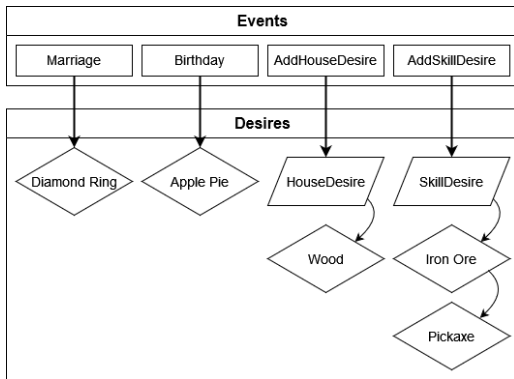 Events
Marriage
Birthday
AddHouseDesire
AddSkillDesire
Desires
Diamond Ring
Apple Pie
HouseDesire
SkillDesire
Wood
Iron Ore
Pickaxe